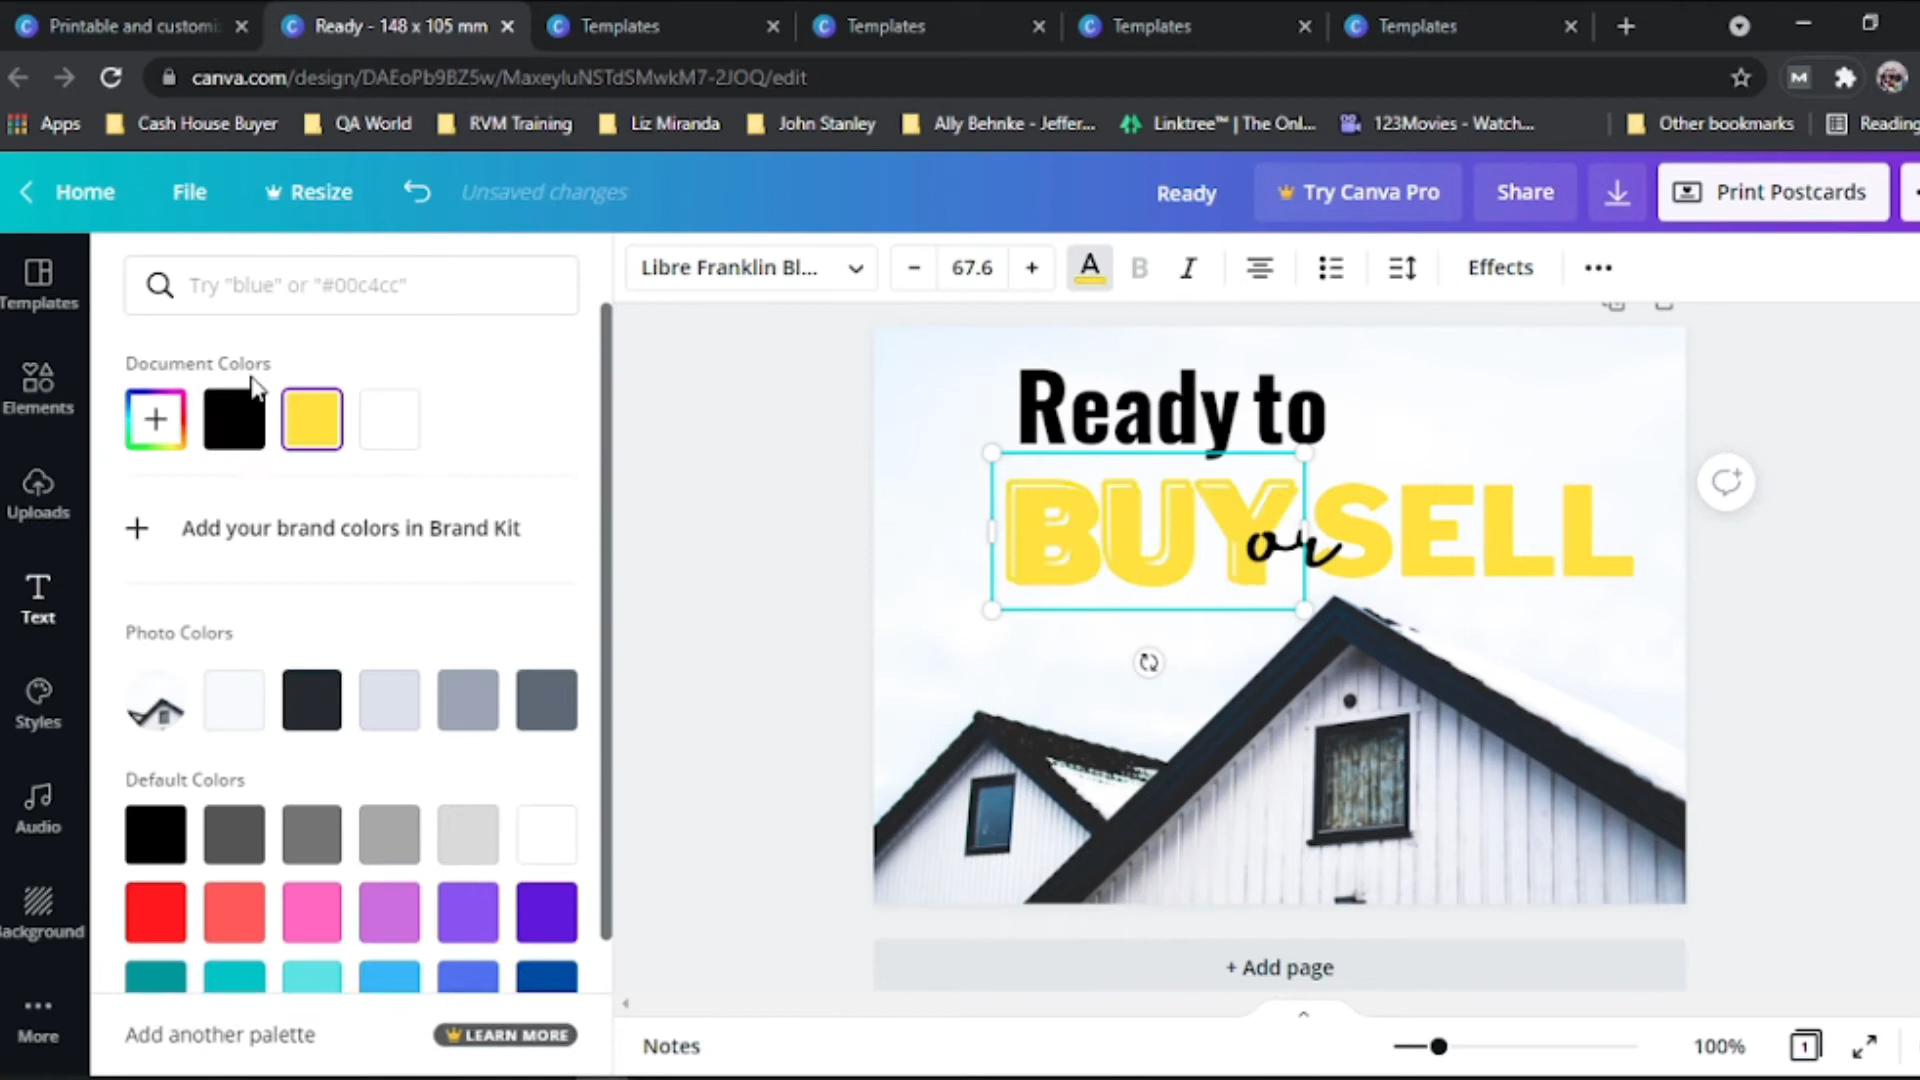 Printable and customi
Ready - 148 x 105 mm
Templates
Templates
Templates
Templates
canva.com/design/DAEoPb9BZ5w/MaxeyluNSTdSMwkM7-2JOQ/edit
Apps
Cash House Buyer
QA World
RVM Training
Liz Miranda
John Stanley
Ally Behnke - Jeffer...
Linktree™ | The Onl...
123Movies - Watch...
Other bookmarks
Reading
Home
File
Resize
Unsaved changes
Ready
Try Canva Pro
Share
Print Postcards
Templates
Elements
Uploads
Text
Styles
Audio
Background
More
Try "blue" or "#00c4cc"
Document Colors
Add your brand colors in Brand Kit
Photo Colors
Default Colors
Add another palette
LEARN MORE
Libre Franklin Bl...
67.6
A
B
I
Effects
Ready to
BUY or SELL
+ Add page
Notes
100%
1